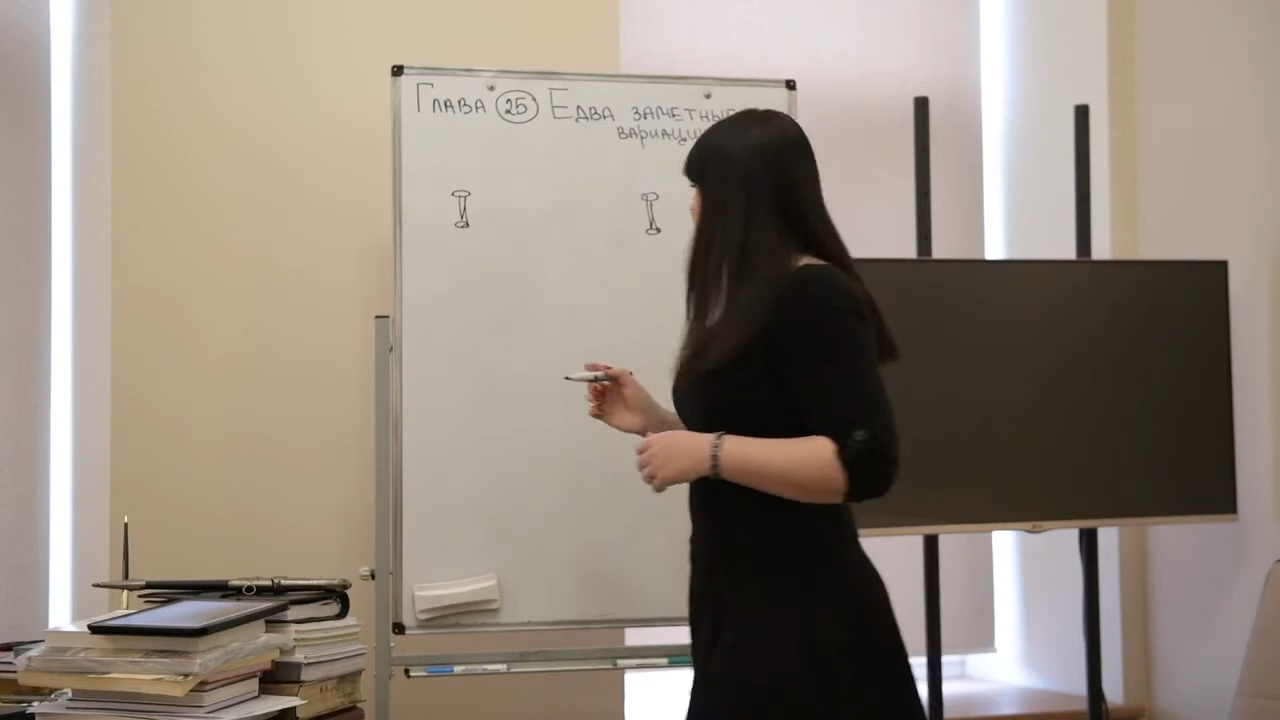 Глава 25 Едва заметные
вариации